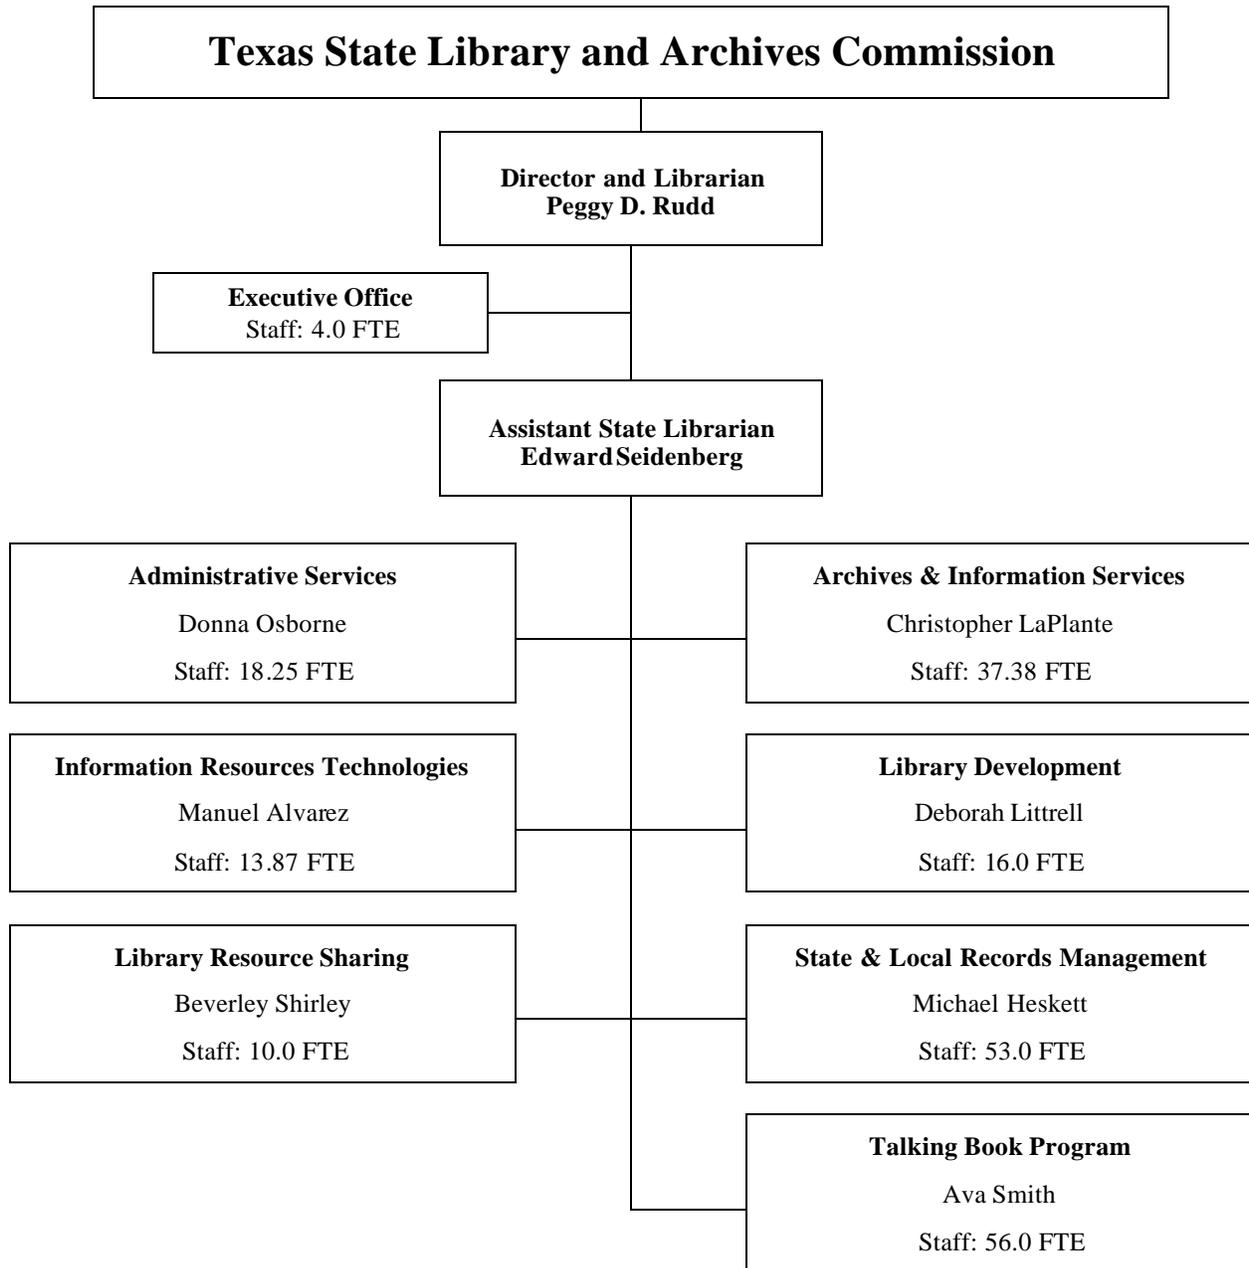 Texas State Library and Archives Commission
Director and Librarian
Peggy D. Rudd
Executive Office
Staff: 4.0 FTE
Assistant State Librarian
Edward Seidenberg
Administrative Services
Donna Osborne
Staff: 18.25 FTE
Archives & Information Services
Christopher LaPlante
Staff: 37.38 FTE
Information Resources Technologies
Manuel Alvarez
Staff: 13.87 FTE
Library Development
Deborah Littrell
Staff: 16.0 FTE
Library Resource Sharing
Beverley Shirley
Staff: 10.0 FTE
State & Local Records Management
Michael Heskett
Staff: 53.0 FTE
Talking Book Program
Ava Smith
Staff: 56.0 FTE